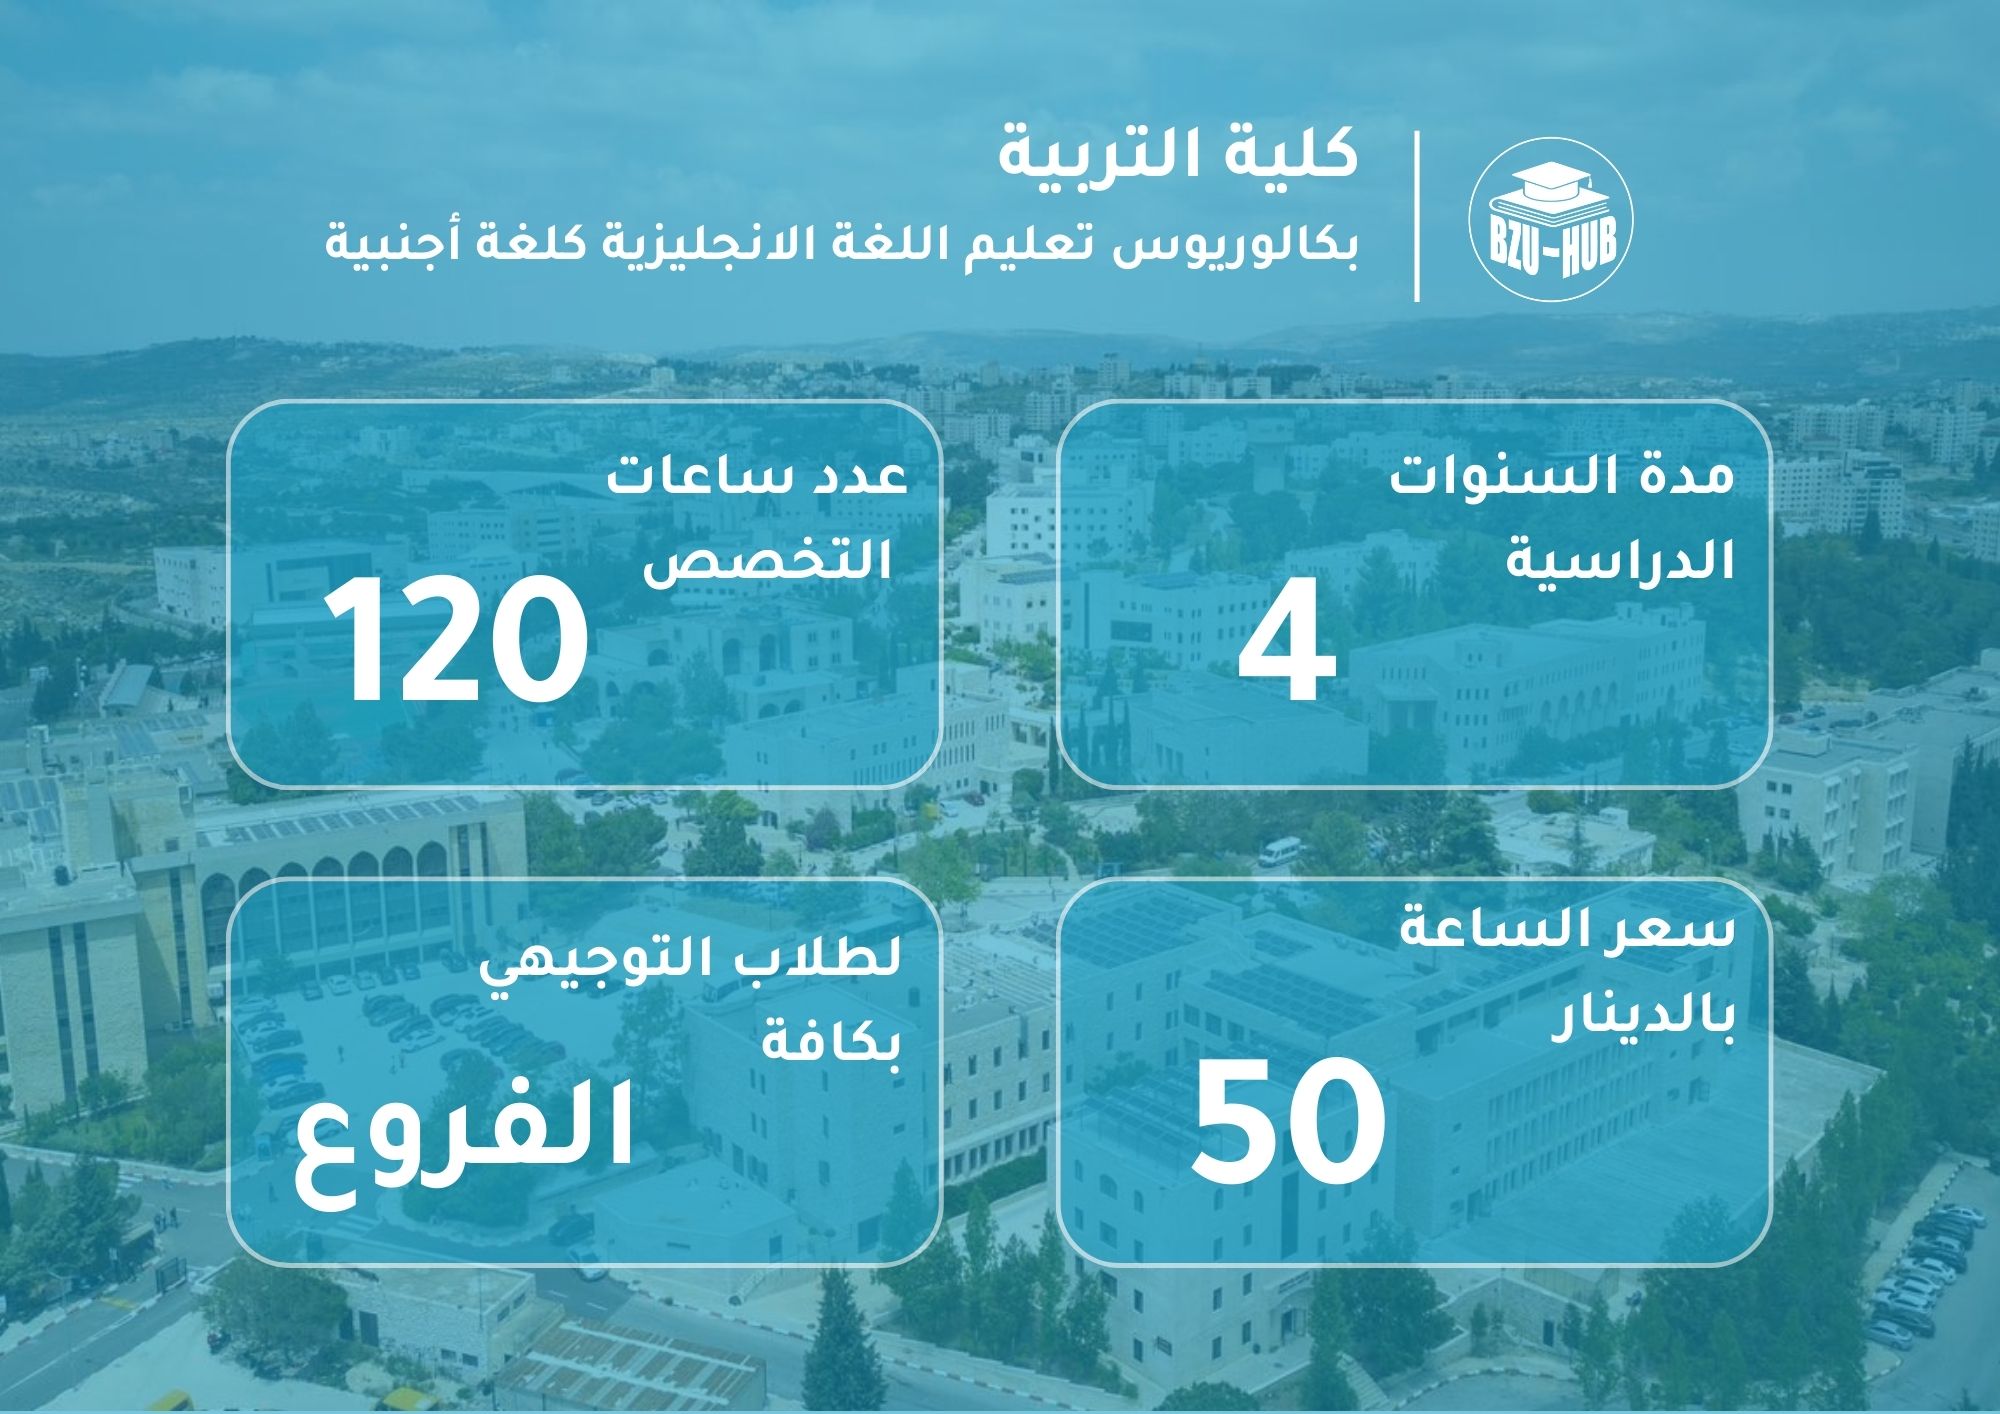 كلية التربية
بكالوريوس تعليم اللغة الانجليزية كلغة أجنبية
BZU-HUB
مدة السنوات
الدراسية
4
عدد ساعات
التخصص
120
سعر الساعة
بالدينار
50
لطلاب التوجيهي
بكافة
الفروع